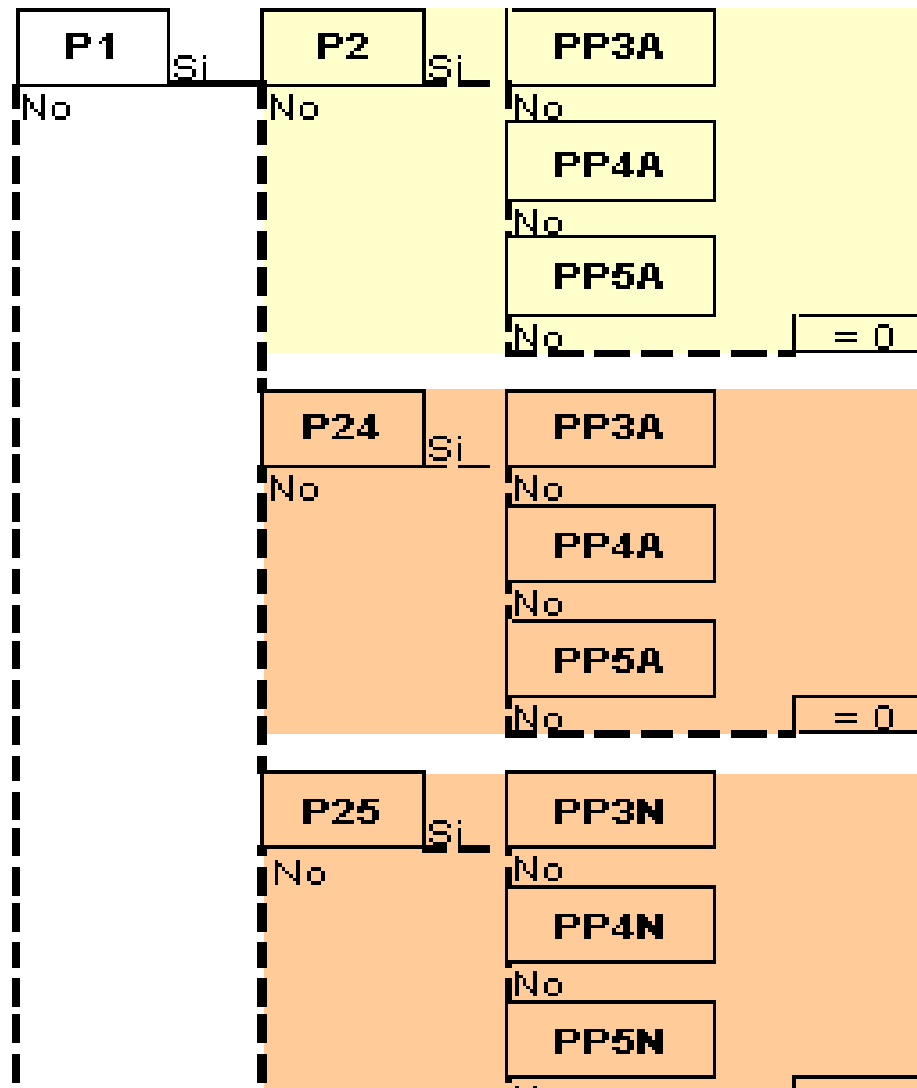 P1 Si P2 Si PP3A
No No No
PP4A
No
PP5A
No = 0
P24 Si PP3A
No No
PP4A
No
PP5A
No = 0
P25 Si PP3N
No No
PP4N
No
PP5N